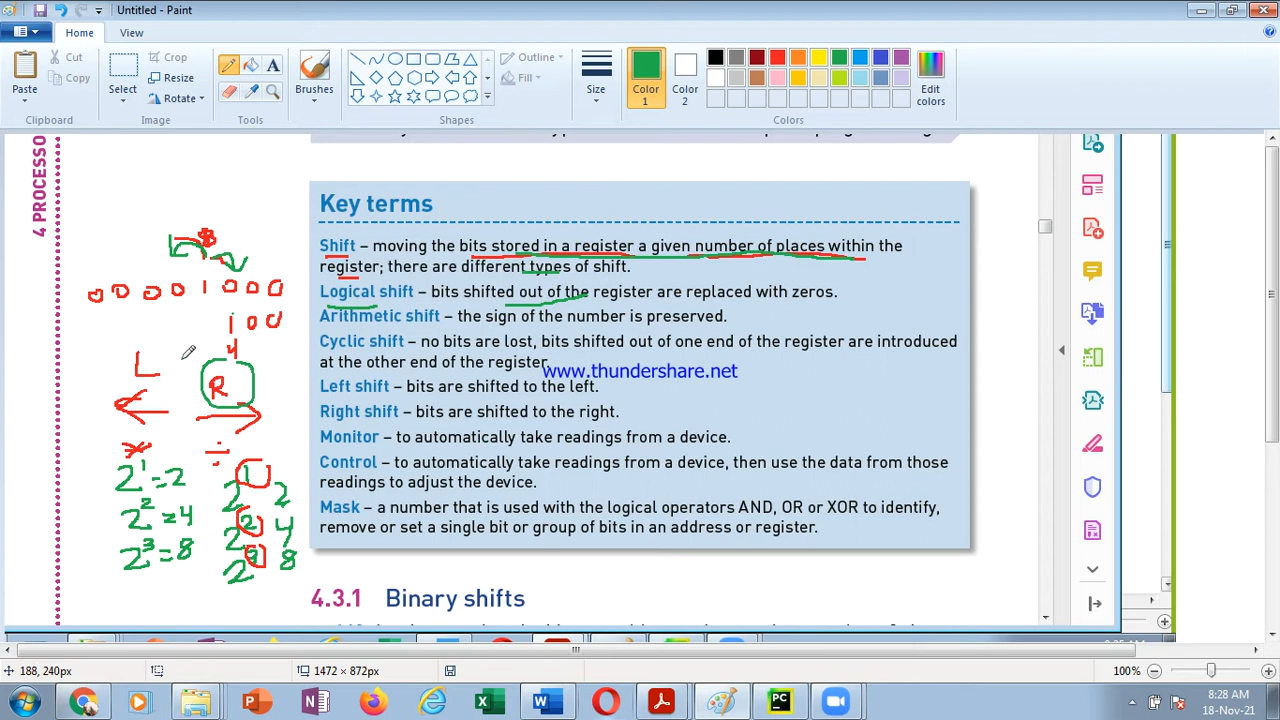 Untitled - Paint
Home View
Paste
Cut
Copy
Clipboard
Select
Crop
Resize
Rotate
Image
Tools
Brushes
Shapes
Outline
Fill
Size
Color 1
Color 2
Edit colors
Colors
4 PROCESSO
Key terms
Shift – moving the bits stored in a register a given number of places within the
register; there are different types of shift.
Logical shift – bits shifted out of the register are replaced with zeros.
Arithmetic shift – the sign of the number is preserved.
Cyclic shift – no bits are lost, bits shifted out of one end of the register are introduced
at the other end of the register.
www.thundershare.net
Left shift – bits are shifted to the left.
Right shift – bits are shifted to the right.
Monitor – to automatically take readings from a device.
Control – to automatically take readings from a device, then use the data from those
readings to adjust the device.
Mask – a number that is used with the logical operators AND, OR or XOR to identify,
remove or set a single bit or group of bits in an address or register.
4.3.1 Binary shifts
8
0 0 0 0 1 0 0 0
1 0 0
4
L R
* ÷
2¹=2 2¹ 2
2²=4 2² 4
2³=8 2³ 8
188, 240px
1472 × 872px
100%
8:28 AM
18-Nov-21